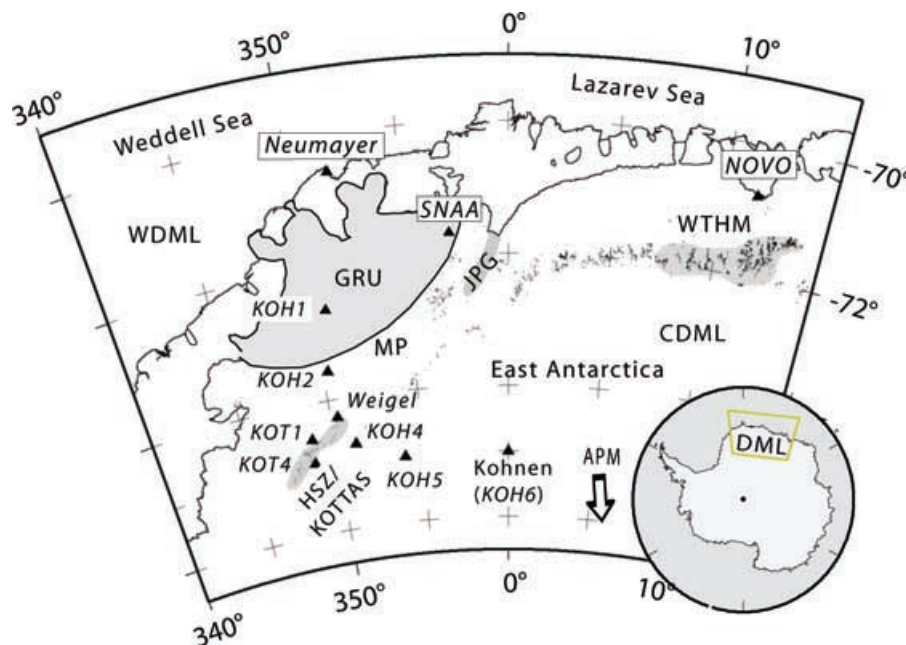 340°
350°
0°
10°
Weddell Sea
Lazarev Sea
Neumayer
NOVO
-70°
SNAA
WDML
WTHM
GRU
JPG
-72°
KOH1
CDML
MP
KOH2
East Antarctica
Weigel
KOT1
KOH4
KOT4
KOH5
HSZ/
KOTTAS
Kohnen
(KOH6)
APM
DML
340°
350°
0°
10°